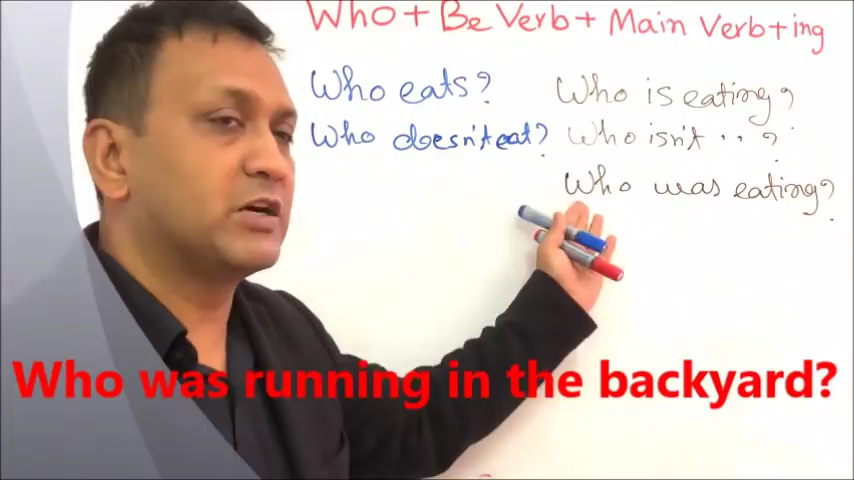 Who + Be Verb + Main Verb + ing
Who eats? Who is eating?
Who doesn't eat? Who isn't ...?
Who was eating?
Who was running in the backyard?